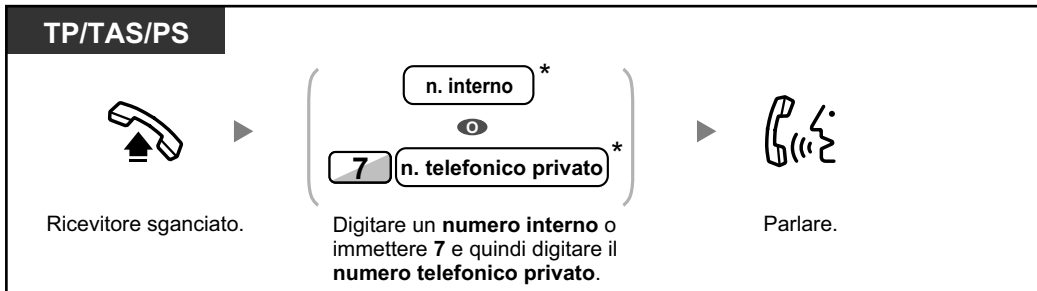 TP/TAS/PS
n. interno *
o
7 n. telefonico privato *
Ricevitore sganciato.
Digitare un numero interno o
immettere 7 e quindi digitare il
numero telefonico privato.
Parlare.